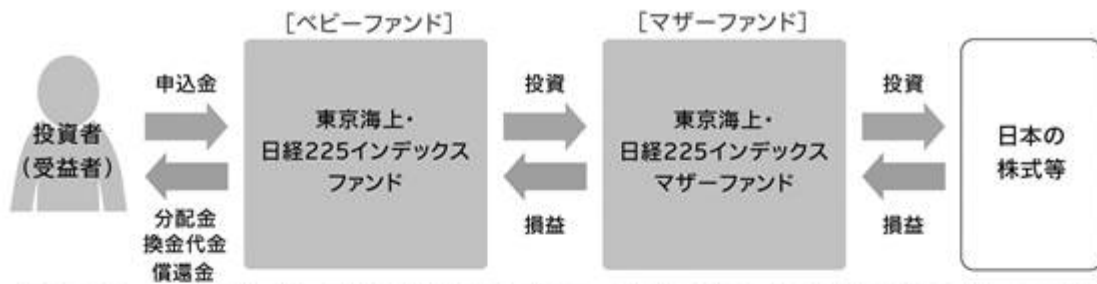 [ベビーファンド]
[マザーファンド]
投資者
(受益者)
申込金
分配金
換金代金
償還金
東京海上・
日経225インデックス
ファンド
投資
損益
東京海上・
日経225インデックス
マザーファンド
投資
損益
日本の
株式等